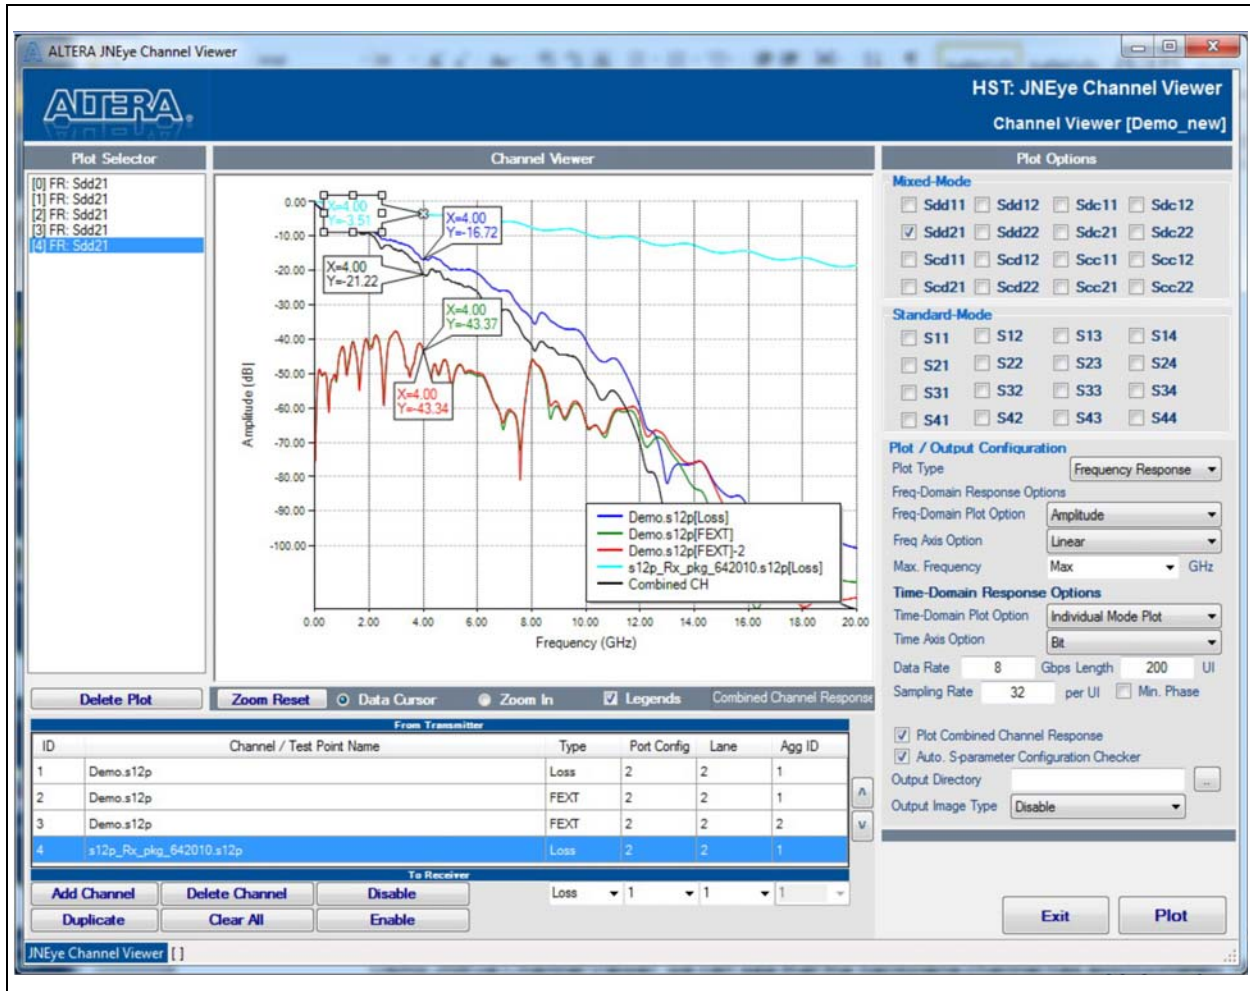 ALTERA JNEye Channel Viewer
ALTERA
HST: JNEye Channel Viewer
Channel Viewer [Demo_new]
Plot Selector
Channel Viewer
Plot Options
[0] FR: Sdd21
[1] FR: Sdd21
[2] FR: Sdd21
[3] FR: Sdd21
[4] FR: Sdd21
0.00
-10.00
-20.00
-30.00
-40.00
-50.00
-60.00
-70.00
-80.00
-90.00
-100.00
Amplitude (dB)
X=4.00
Y=-3.51
X=4.00
Y=-16.72
X=4.00
Y=-21.22
X=4.00
Y=-43.37
X=4.00
Y=-43.34
Demo.s12p[Loss]
Demo.s12p[FEXT]
Demo.s12p[FEXT]-2
s12p_Rx_pkg_642010.s12p[Loss]
Combined CH
0.00 2.00 4.00 6.00 8.00 10.00 12.00 14.00 16.00 18.00 20.00
Frequency (GHz)
Mixed-Mode
Sdd11 Sdd12 Sdc11 Sdc12
Sdd21 Sdd22 Sdc21 Sdc22
Scd11 Scd12 Scc11 Scc12
Scd21 Scd22 Scc21 Scc22
Standard-Mode
S11 S12 S13 S14
S21 S22 S23 S24
S31 S32 S33 S34
S41 S42 S43 S44
Plot / Output Configuration
Plot Type Frequency Response
Freq-Domain Response Options
Freq-Domain Plot Option Amplitude
Freq Axis Option Linear
Max. Frequency Max GHz
Time-Domain Response Options
Time-Domain Plot Option Individual Mode Plot
Time Axis Option Bit
Data Rate 8 Gbps Length 200 UI
Sampling Rate 32 per UI Min. Phase
Plot Combined Channel Response
Auto. S-parameter Configuration Checker
Output Directory ..
Output Image Type Disable
Exit Plot
Delete Plot Zoom Reset Data Cursor Zoom In Legends Combined Channel Response
From Transmitter
ID Channel / Test Point Name Type Port Config Lane Agg ID
1 Demo.s12p Loss 2 2 1
2 Demo.s12p FEXT 2 2 1
3 Demo.s12p FEXT 2 2 2
4 s12p_Rx_pkg_642010.s12p Loss 2 2 1
To Receiver
Add Channel Delete Channel Disable Loss 1 1 1
Duplicate Clear All Enable
JNEye Channel Viewer [ ]